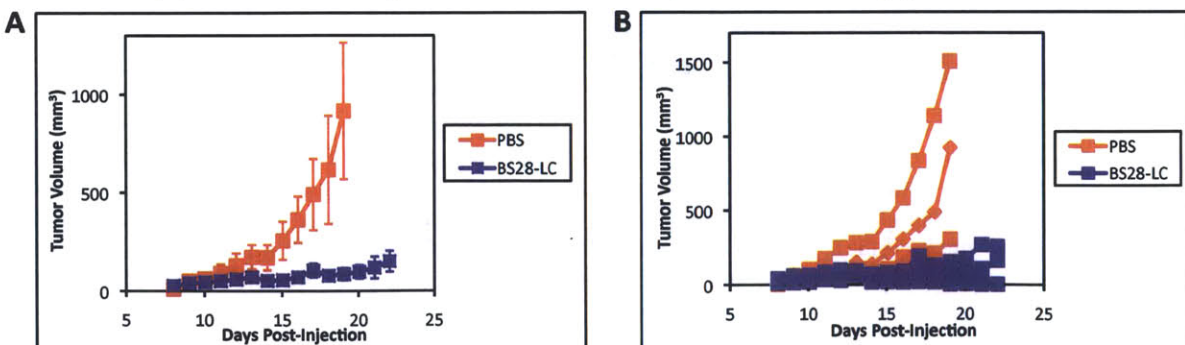 A
Tumor Volume (mm³)
1000
500
0
5 10 15 20 25
Days Post-Injection
PBS
BS28-LC
B
Tumor Volume (mm³)
1500
1000
500
0
5 10 15 20 25
Days Post-Injection
PBS
BS28-LC